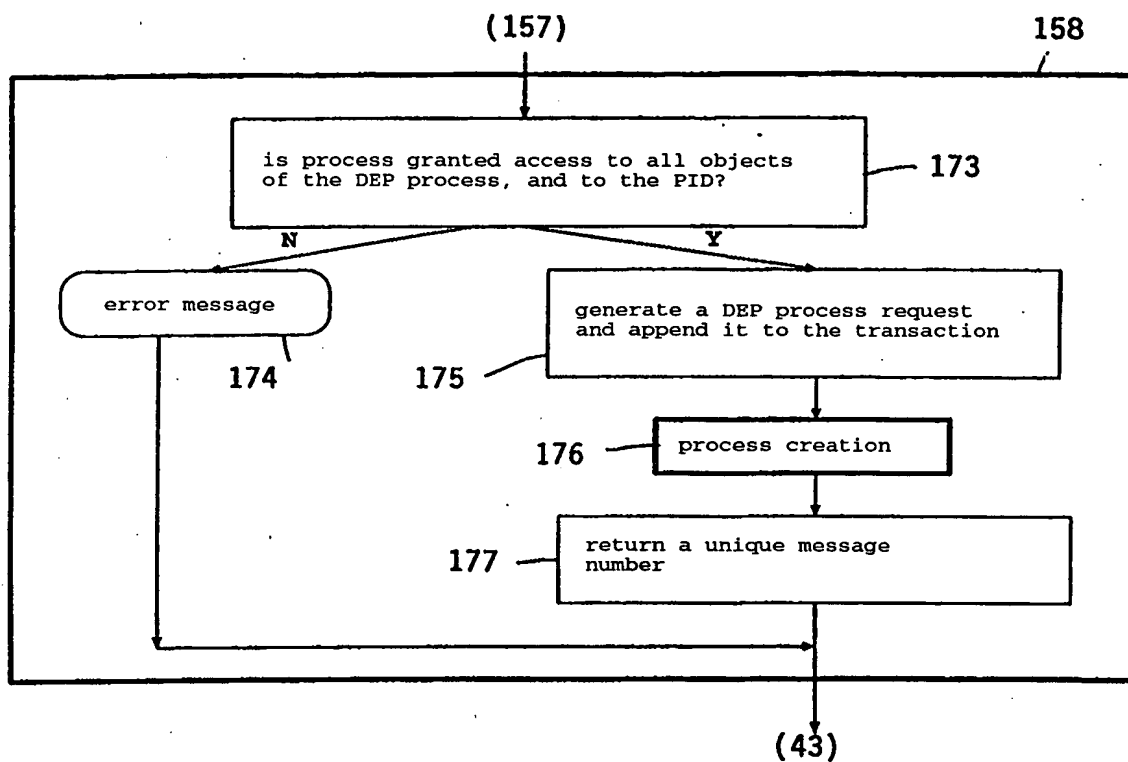 (157)
158
is process granted access to all objects
of the DEP process, and to the PID?
173
N
Y
error message
174
generate a DEP process request
and append it to the transaction
175
176
process creation
177
return a unique message
number
(43)